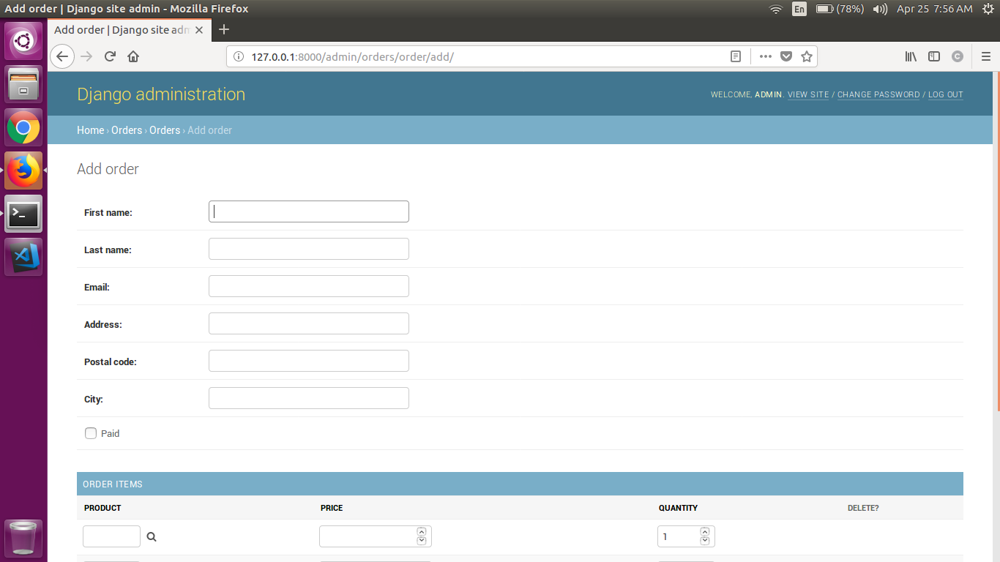 Add order | Django site admin - Mozilla Firefox
En (78%) Apr 25 7:56 AM
Add order | Django site adm
127.0.0.1:8000/admin/orders/order/add/
C
Django administration
WELCOME, ADMIN. VIEW SITE / CHANGE PASSWORD / LOG OUT
Home › Orders › Orders › Add order
Add order
First name:
Last name:
Email:
Address:
Postal code:
City:
Paid
ORDER ITEMS
PRODUCT PRICE QUANTITY DELETE?
1